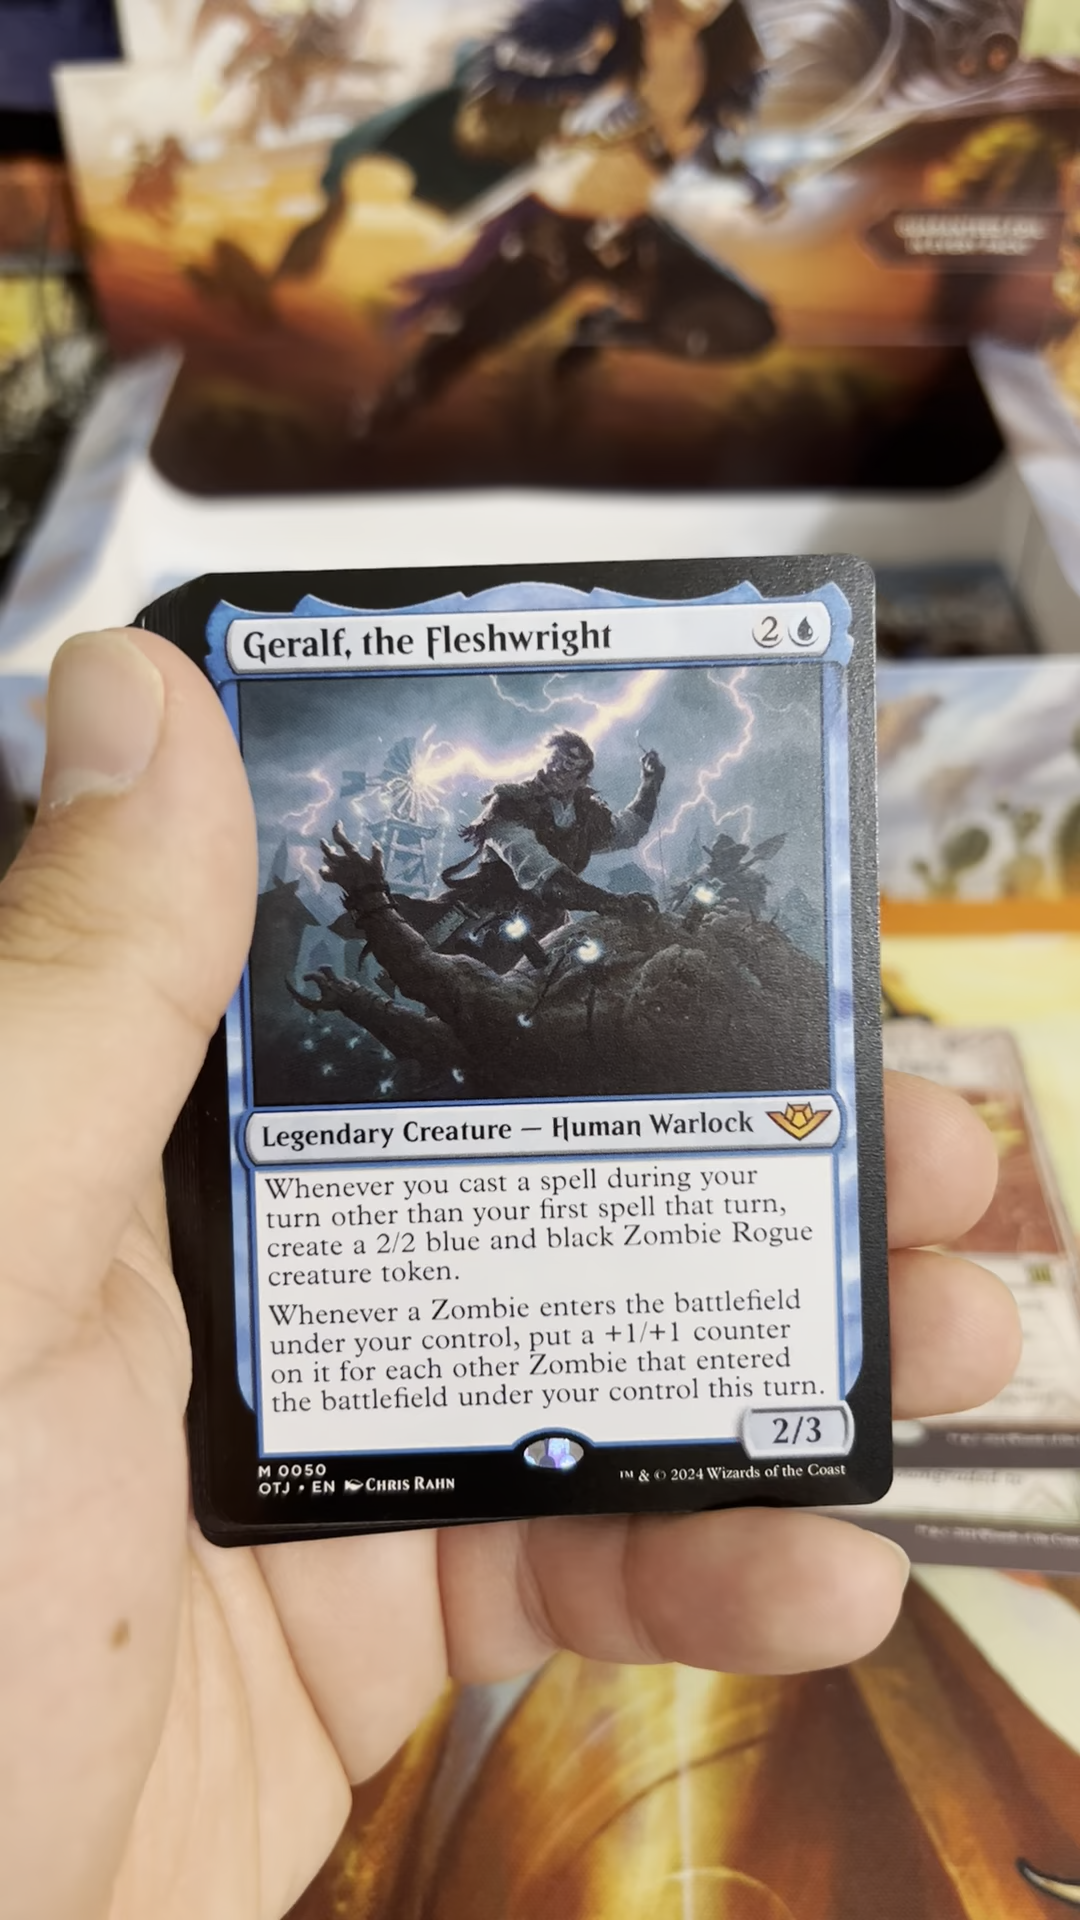 Geralf, the Fleshwright 2
Legendary Creature — Human Warlock
Whenever you cast a spell during your
turn other than your first spell that turn,
create a 2/2 blue and black Zombie Rogue
creature token.
Whenever a Zombie enters the battlefield
under your control, put a +1/+1 counter
on it for each other Zombie that entered
the battlefield under your control this turn.
2/3
M 0050
OTJ • EN CHRIS RAHN
™ & © 2024 Wizards of the Coast